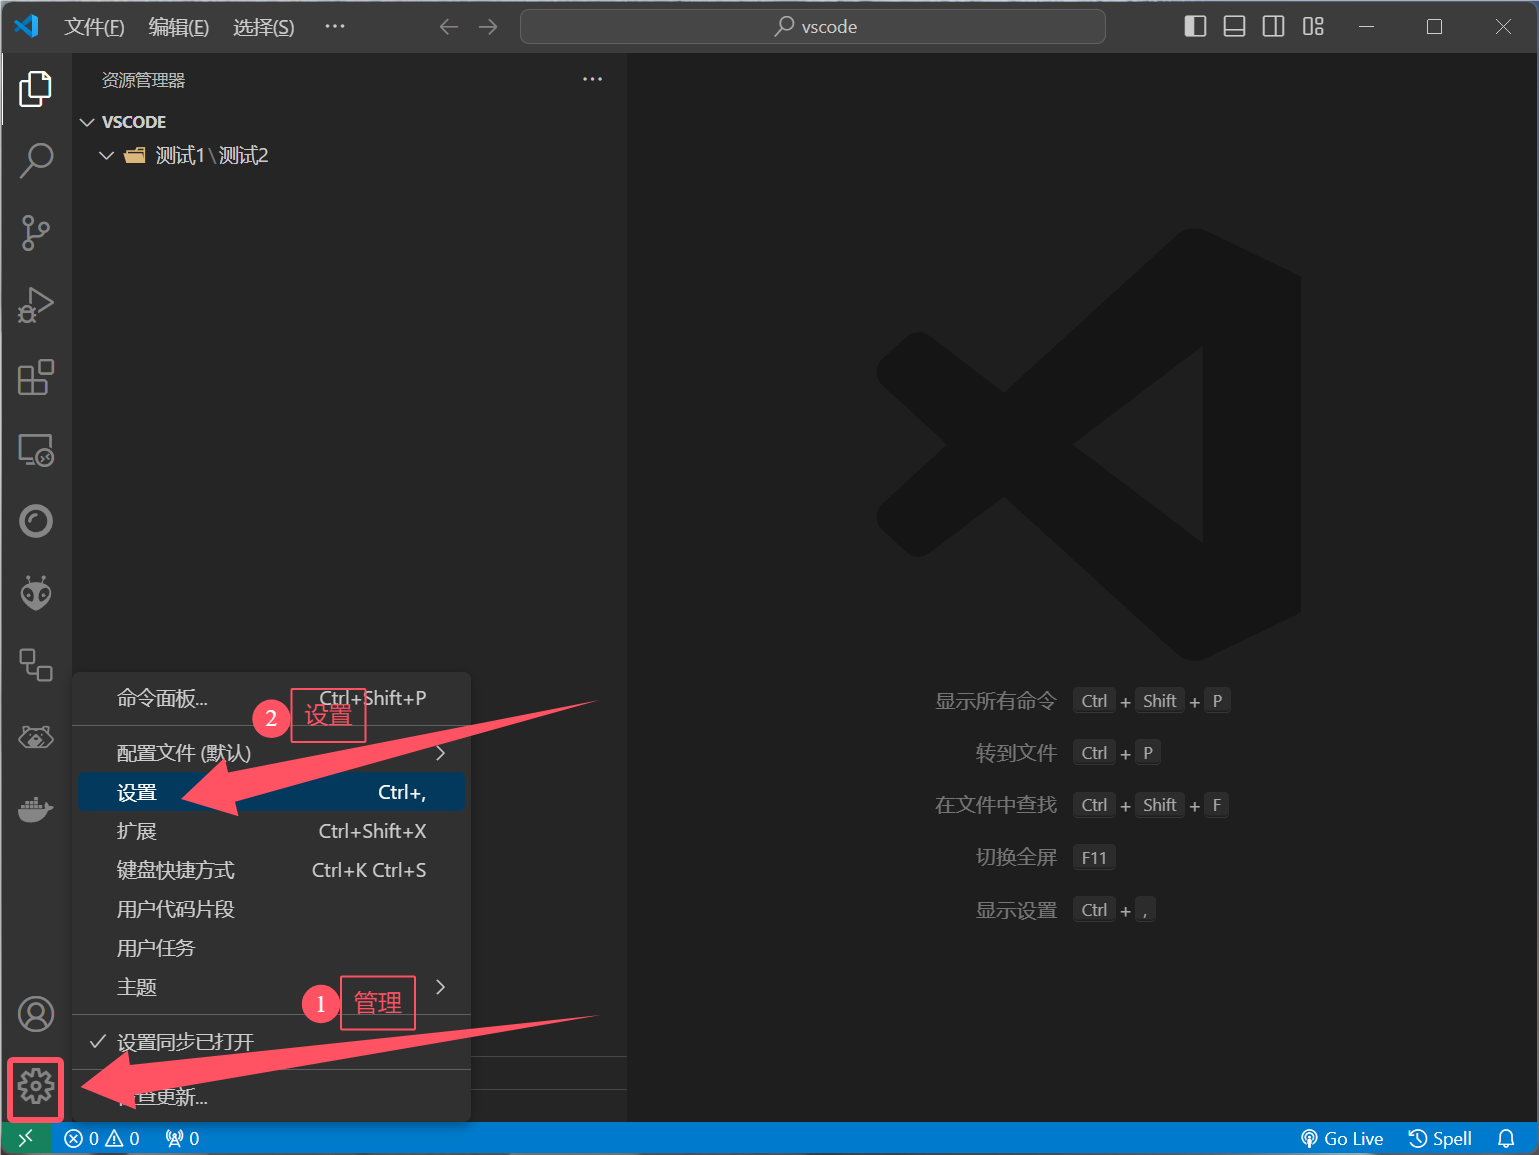 文件(F) 编辑(E) 选择(S) ··· vscode
资源管理器 ···
VSCODE
测试1\测试2
命令面板... Ctrl+Shift+P
2 设置
配置文件 (默认)
设置 Ctrl+,
扩展 Ctrl+Shift+X
键盘快捷方式 Ctrl+K Ctrl+S
用户代码片段
用户任务
主题
1 管理
设置同步已打开
查更新...
显示所有命令 Ctrl + Shift + P
转到文件 Ctrl + P
在文件中查找 Ctrl + Shift + F
切换全屏 F11
显示设置 Ctrl + ,
0 0 0 Go Live Spell